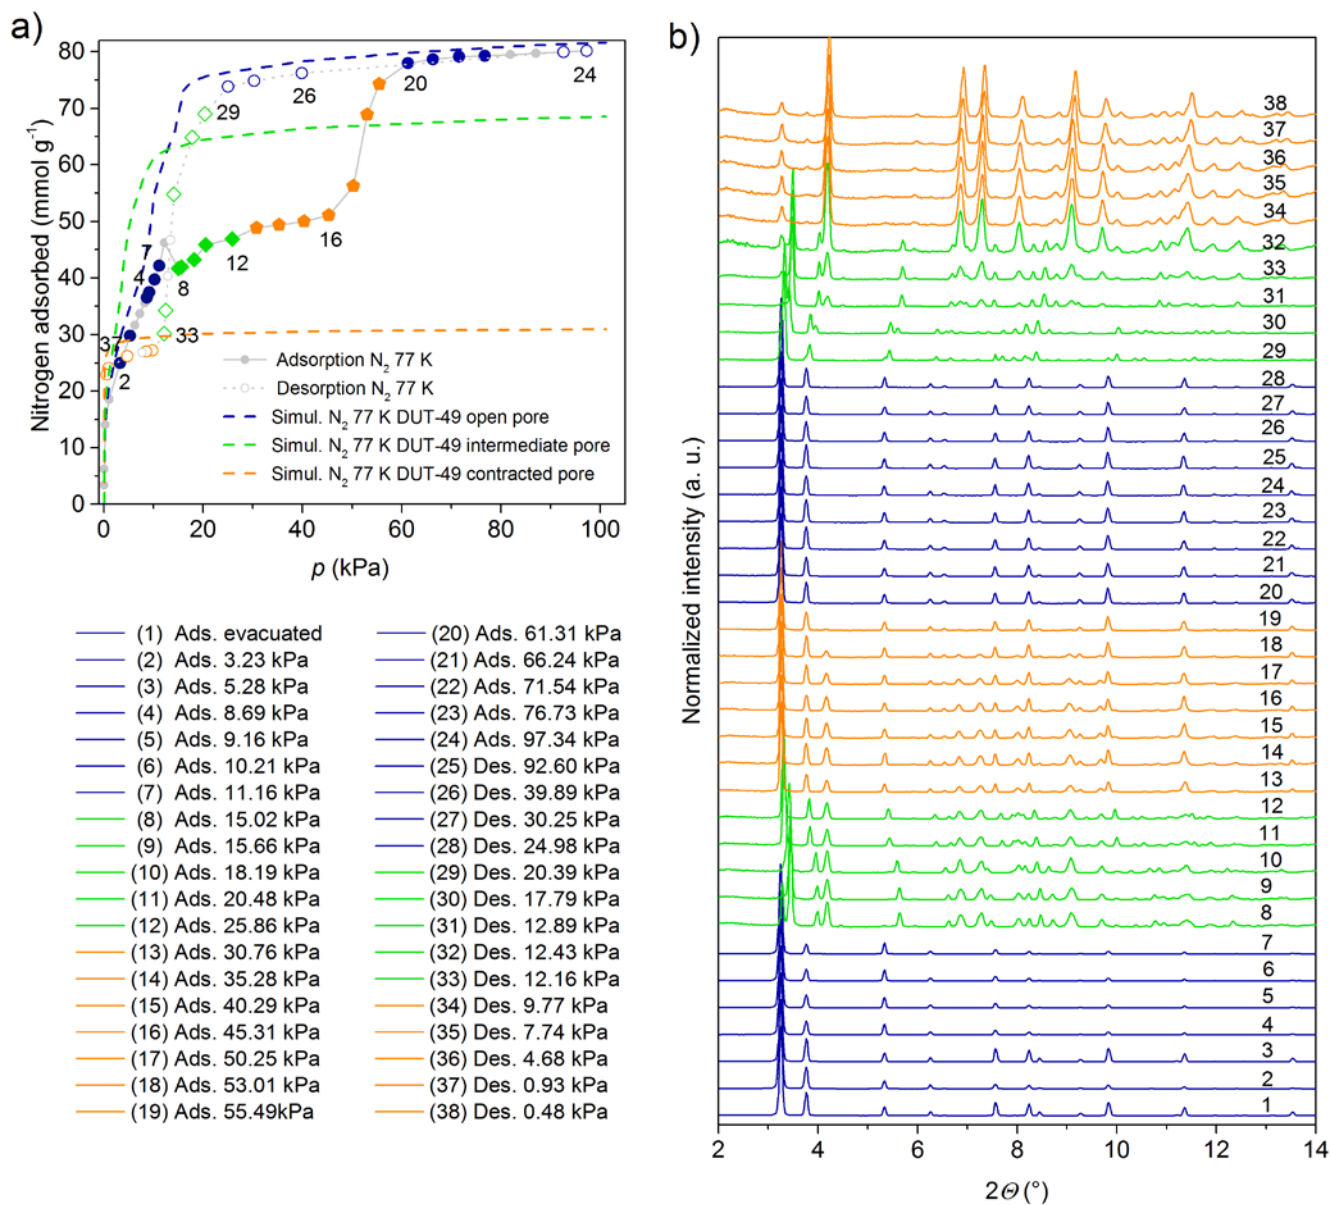 a)
Nitrogen adsorbed (mmol g⁻¹)
80
70
60
50
40
30
20
10
0
0 20 40 60 80 100
p (kPa)
20
24
26
29
7
4
8
12
16
33
37
2
Adsorption N₂ 77 K
Desorption N₂ 77 K
Simul. N₂ 77 K DUT-49 open pore
Simul. N₂ 77 K DUT-49 intermediate pore
Simul. N₂ 77 K DUT-49 contracted pore
(1) Ads. evacuated
(2) Ads. 3.23 kPa
(3) Ads. 5.28 kPa
(4) Ads. 8.69 kPa
(5) Ads. 9.16 kPa
(6) Ads. 10.21 kPa
(7) Ads. 11.16 kPa
(8) Ads. 15.02 kPa
(9) Ads. 15.66 kPa
(10) Ads. 18.19 kPa
(11) Ads. 20.48 kPa
(12) Ads. 25.86 kPa
(13) Ads. 30.76 kPa
(14) Ads. 35.28 kPa
(15) Ads. 40.29 kPa
(16) Ads. 45.31 kPa
(17) Ads. 50.25 kPa
(18) Ads. 53.01 kPa
(19) Ads. 55.49kPa
(20) Ads. 61.31 kPa
(21) Ads. 66.24 kPa
(22) Ads. 71.54 kPa
(23) Ads. 76.73 kPa
(24) Ads. 97.34 kPa
(25) Des. 92.60 kPa
(26) Des. 39.89 kPa
(27) Des. 30.25 kPa
(28) Des. 24.98 kPa
(29) Des. 20.39 kPa
(30) Des. 17.79 kPa
(31) Des. 12.89 kPa
(32) Des. 12.43 kPa
(33) Des. 12.16 kPa
(34) Des. 9.77 kPa
(35) Des. 7.74 kPa
(36) Des. 4.68 kPa
(37) Des. 0.93 kPa
(38) Des. 0.48 kPa
b)
Normalized intensity (a. u.)
38
37
36
35
34
32
33
31
30
29
28
27
26
25
24
23
22
21
20
19
18
17
16
15
14
13
12
11
10
9
8
7
6
5
4
3
2
1
2 4 6 8 10 12 14
2Θ (°)